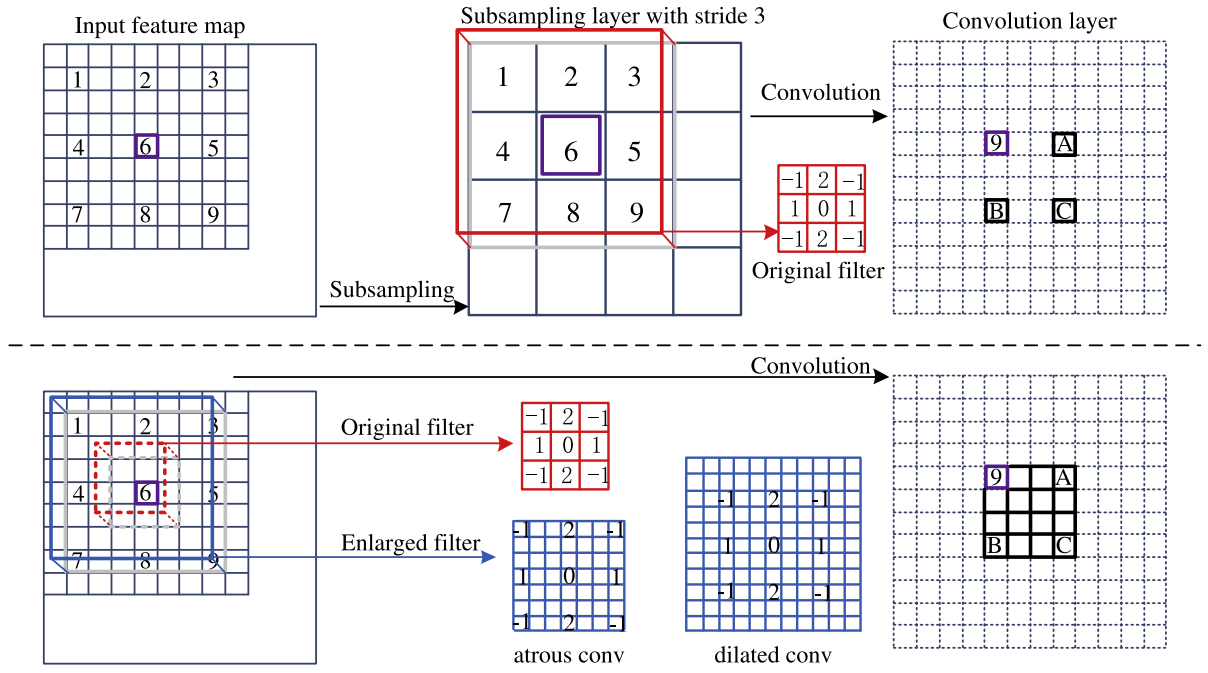 Input feature map
1 2 3
4 6 5
7 8 9
Subsampling
Subsampling layer with stride 3
1 2 3
4 6 5
7 8 9
Convolution
−1 2 −1
1 0 1
−1 2 −1
Original filter
Convolution layer
9 A
B C
Convolution
1 2 3
4 6 5
7 8 9
Original filter
−1 2 −1
1 0 1
−1 2 −1
Enlarged filter
-1 2 -1
1 0 1
-1 2 -1
atrous conv
-1 2 -1
1 0 1
-1 2 -1
dilated conv
9 A
B C